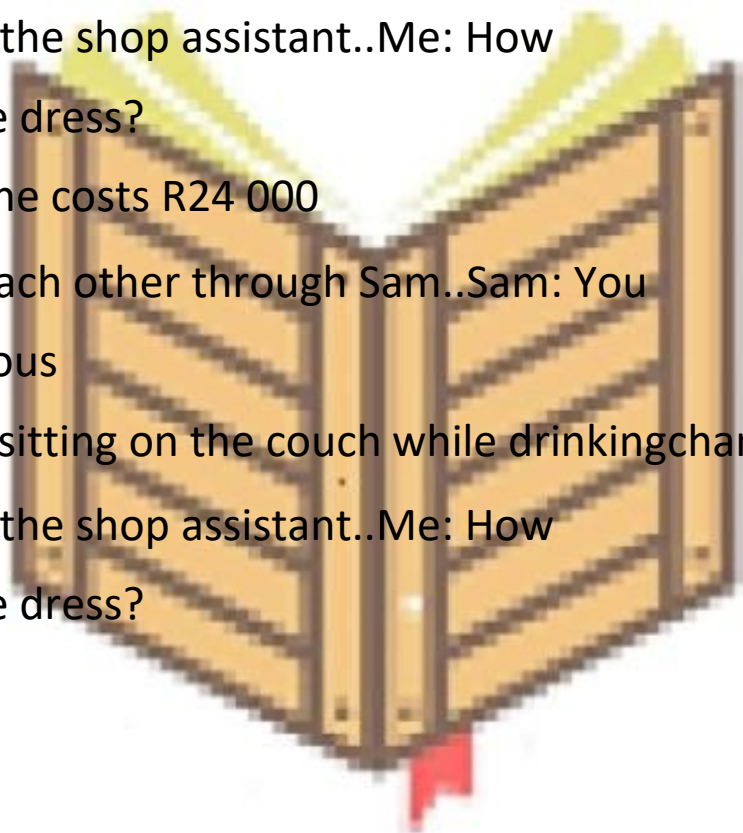 the shop assistant..Me: How
e dress?
ne costs R24 000
ach other through Sam..Sam: You
ous
sitting on the couch while drinkingchar
the shop assistant..Me: How
e dress?